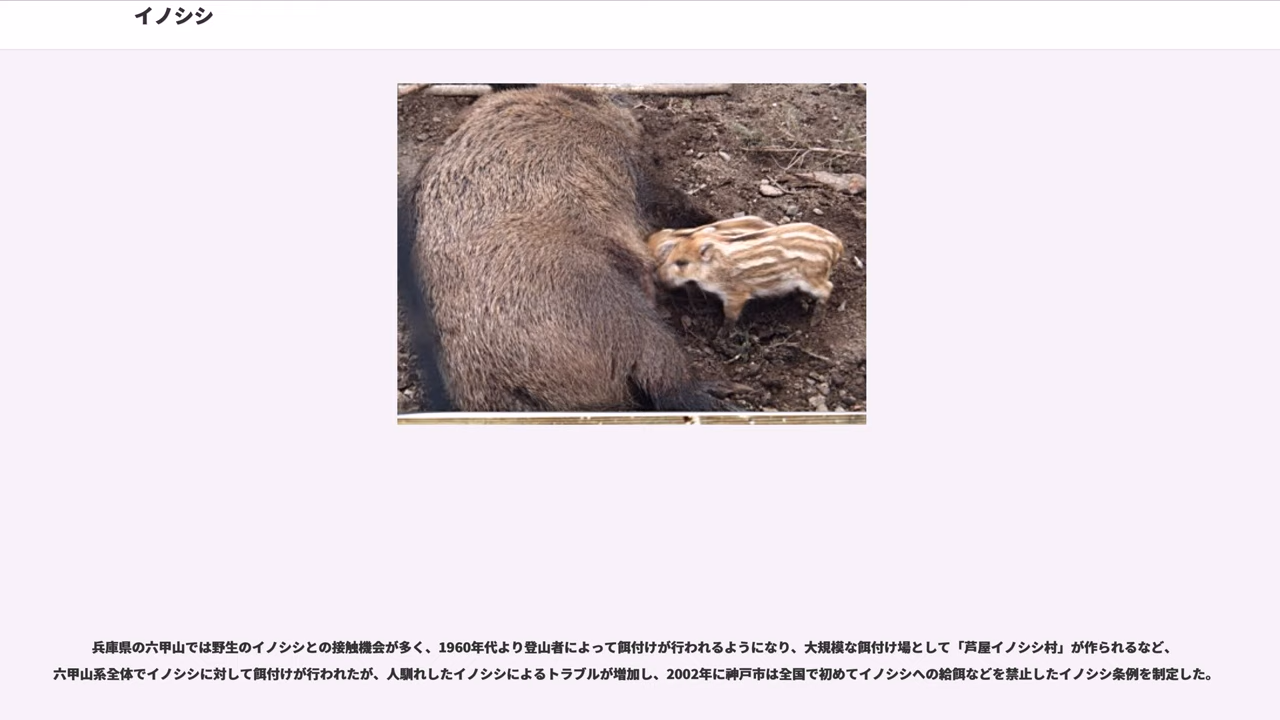 イノシシ
兵庫県の六甲山では野生のイノシシとの接触機会が多く、1960年代より登山者によって餌付けが行われるようになり、大規模な餌付け場として「芦屋イノシシ村」が作られるなど、
六甲山系全体でイノシシに対して餌付けが行われたが、人馴れしたイノシシによるトラブルが増加し、2002年に神戸市は全国で初めてイノシシへの給餌などを禁止したイノシシ条例を制定した。